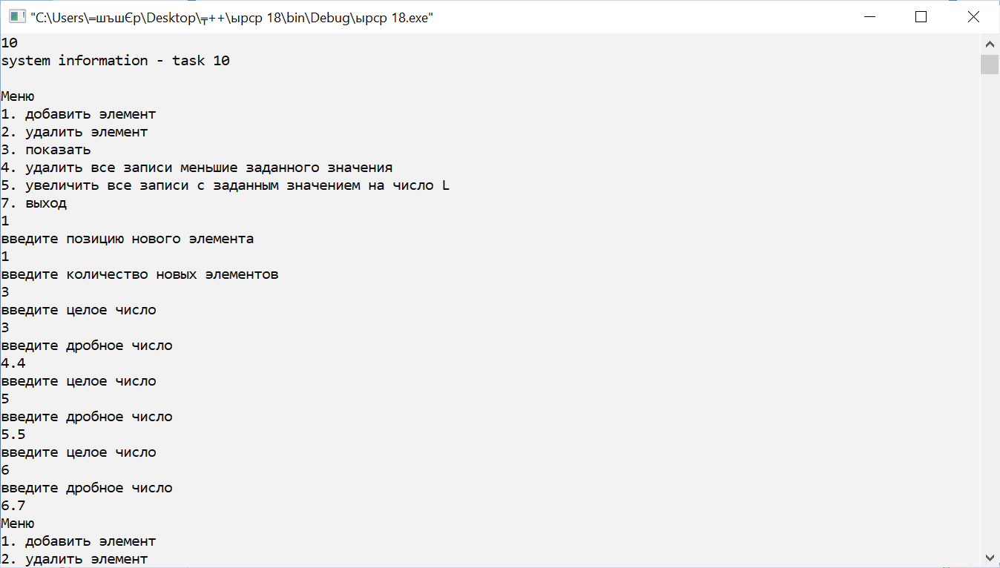 "C:\Users\═шъшЄр\Desktop\╤++\ырср 18\bin\Debug\ырср 18.exe"
10
system information - task 10
Меню
1. добавить элемент
2. удалить элемент
3. показать
4. удалить все записи меньшие заданного значения
5. увеличить все записи с заданным значением на число L
7. выход
1
введите позицию нового элемента
1
введите количество новых элементов
3
введите целое число
3
введите дробное число
4.4
введите целое число
5
введите дробное число
5.5
введите целое число
6
введите дробное число
6.7
Меню
1. добавить элемент
2. удалить элемент